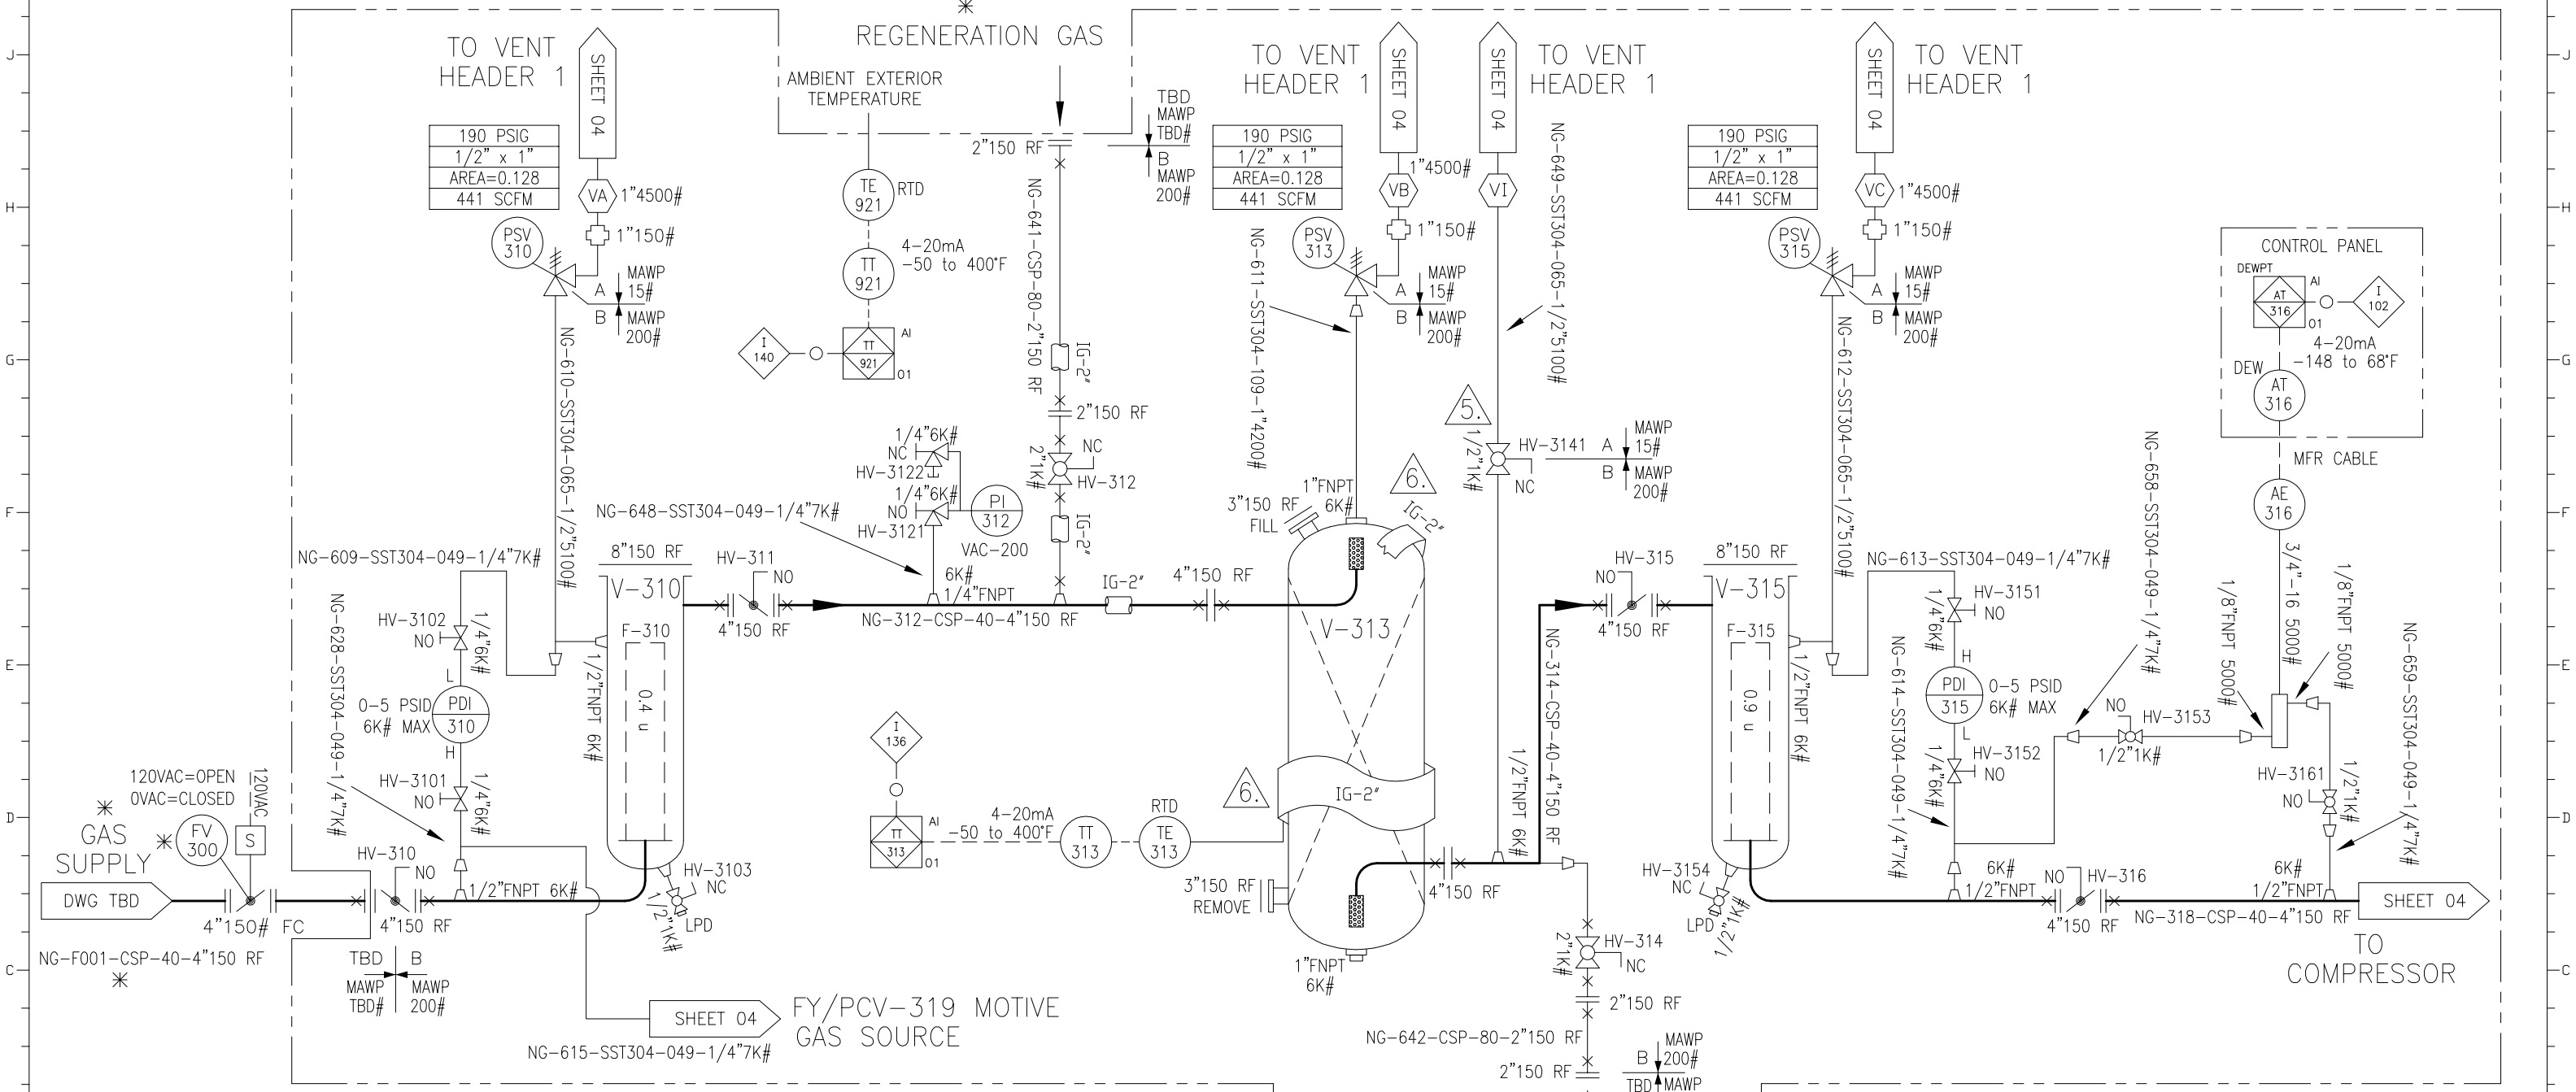 *
REGENERATION GAS
TO VENT
HEADER 1
SHEET 04
AMBIENT EXTERIOR
TEMPERATURE
TO VENT
HEADER 1
SHEET 04
SHEET 04
TO VENT
HEADER 1
SHEET 04
TO VENT
HEADER 1
J
J
190 PSIG
1/2" x 1"
AREA=0.128
441 SCFM
VA
1"4500#
1"150#
PSV
310
A
B
MAWP
15#
MAWP
200#
NG-610-SST304-065-1/2"5100#
TE
921
RTD
TT
921
4-20mA
-50 to 400°F
I
140
TT
921
AI
01
2"150 RF
TBD
MAWP
TBD#
B
MAWP
200#
NG-641-CSP-80-2"150 RF
IG-2"
2"150 RF
NC
2"1K#
HV-312
IG-2"
190 PSIG
1/2" x 1"
AREA=0.128
441 SCFM
VB
1"4500#
1"150#
PSV
313
A
B
MAWP
15#
MAWP
200#
NG-611-SST304-109-1"4200#
VI
NG-649-SST304-065-1/2"5100#
5.
1/2"1K#
HV-3141
NC
A
B
MAWP
15#
MAWP
200#
190 PSIG
1/2" x 1"
AREA=0.128
441 SCFM
VC
1"4500#
1"150#
PSV
315
A
B
MAWP
15#
MAWP
200#
NG-612-SST304-065-1/2"5100#
CONTROL PANEL
DEWPT
AT
316
AI
01
I
102
4-20mA
-148 to 68°F
DEW
AT
316
MFR CABLE
AE
316
H
H
G
G
1/4"6K#
NC
HV-3122
1/4"6K#
NO
HV-3121
PI
312
VAC-200
NG-648-SST304-049-1/4"7K#
6K#
1/4"FNPT
F
F
3"150 RF
FILL
1"FNPT
6K#
6.
IG-2"
NG-609-SST304-049-1/4"7K#
8"150 RF
V-310
HV-311
NO
4"150 RF
NG-312-CSP-40-4"150 RF
IG-2"
4"150 RF
V-313
HV-315
NO
4"150 RF
8"150 RF
V-315
NG-613-SST304-049-1/4"7K#
NG-658-SST304-049-1/4"7K#
3/4"-16 5000#
1/8"FNPT 5000#
1/8"FNPT 5000#
NG-659-SST304-049-1/4"7K#
NG-628-SST304-049-1/4"7K#
HV-3102
NO
1/4"6K#
L
PDI
310
0-5 PSID
6K# MAX
H
HV-3101
NO
1/4"6K#
F-310
0.4 u
1/2"FNPT 6K#
E
E
HV-3151
NO
1/4"6K#
H
PDI
315
0-5 PSID
6K# MAX
L
HV-3152
NO
1/4"6K#
NG-614-SST304-049-1/4"7K#
F-315
0.9 u
1/2"FNPT 6K#
NO
HV-3153
1/2"1K#
HV-3161
NO
1/2"1K#
NG-314-CSP-40-4"150 RF
1/2"FNPT 6K#
I
136
TT
313
AI
01
4-20mA
-50 to 400°F
TT
313
RTD
TE
313
6.
IG-2"
D
D
*
GAS
SUPPLY
120VAC=OPEN
0VAC=CLOSED
120VAC
*
FV
300
S
DWG TBD
4"150# FC
NG-F001-CSP-40-4"150 RF
*
HV-310
NO
4"150 RF
TBD
B
MAWP
TBD#
MAWP
200#
1/2"FNPT 6K#
HV-3103
NC
1/2"1K#
LPD
3"150 RF
REMOVE
4"150 RF
1"FNPT
6K#
HV-314
NC
2"1K#
2"150 RF
NG-642-CSP-80-2"150 RF
2"150 RF
B
MAWP
200#
TBD
MAWP
HV-3154
NC
LPD
1/2"1K#
6K#
1/2"FNPT
NO
HV-316
4"150 RF
6K#
1/2"FNPT
NG-318-CSP-40-4"150 RF
SHEET 04
TO
COMPRESSOR
C
C
SHEET 04
FY/PCV-319 MOTIVE
GAS SOURCE
NG-615-SST304-049-1/4"7K#